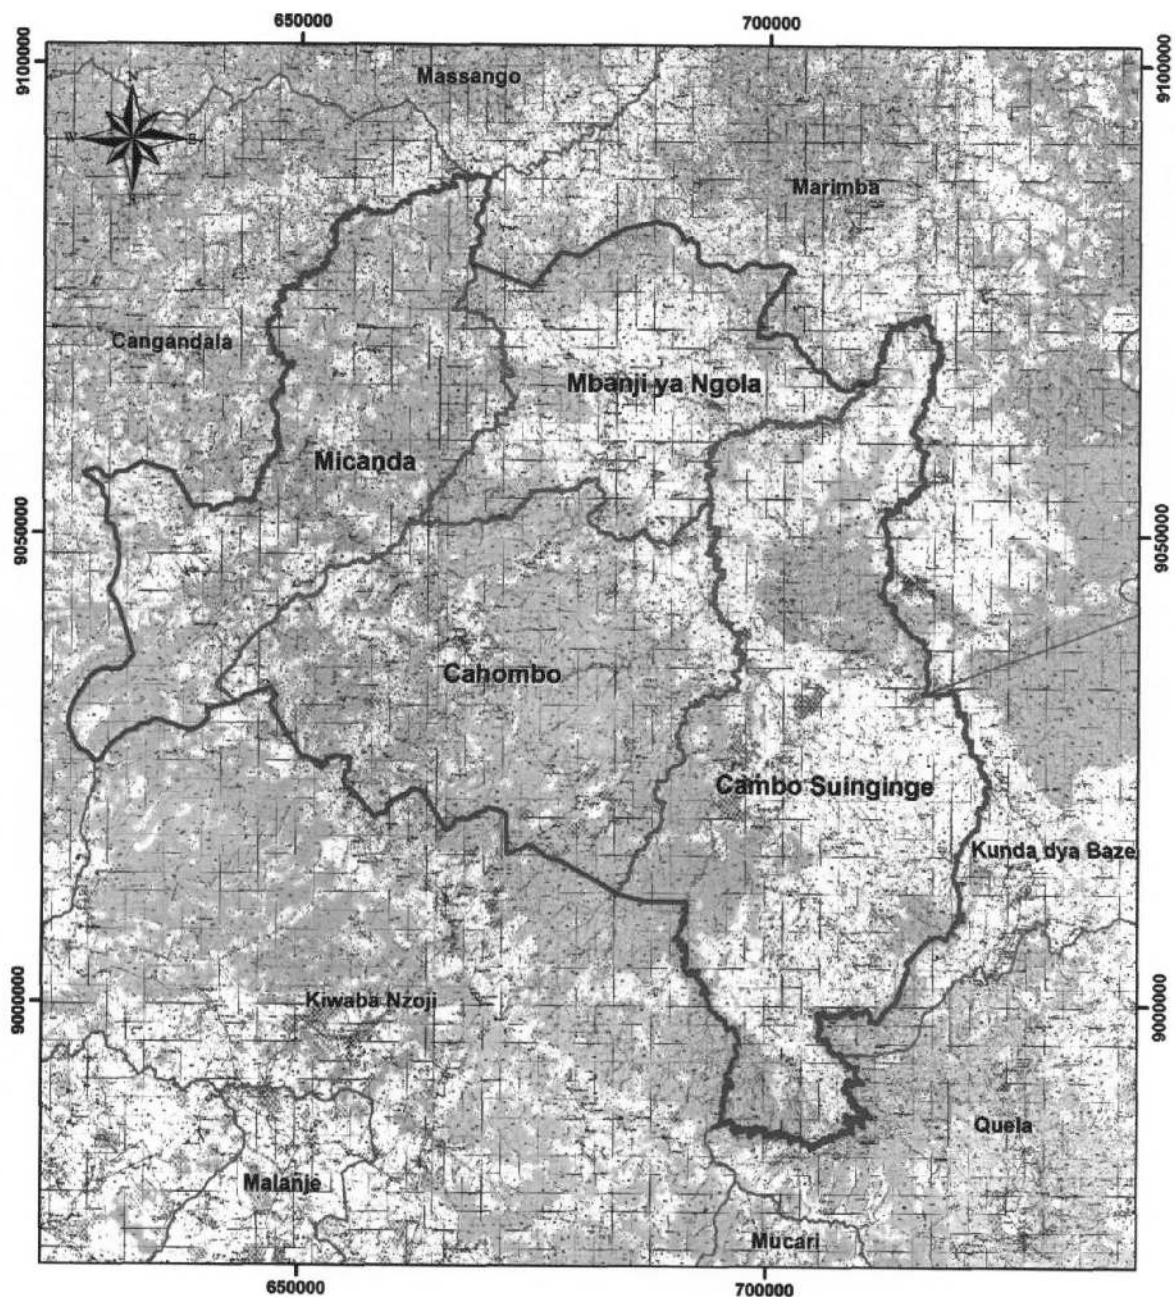 650000
700000
9100000
9100000
Massango
N
W
E
S
Marimba
Cangandala
Mbanji ya Ngola
Micanda
9050000
9050000
Cahombo
Cambo Suinginge
Kunda dya Baze
9000000
9000000
Kiwaba Nzoji
Quela
Malanje
Mucari
650000
700000